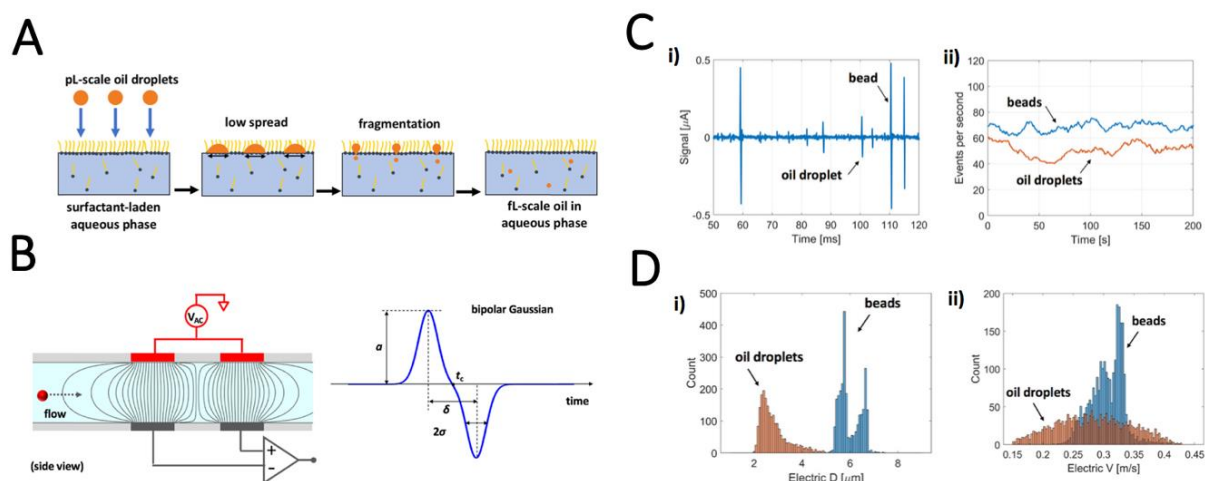 A
pL-scale oil droplets
low spread
fragmentation
surfactant-laden
aqueous phase
fL-scale oil in
aqueous phase
B
VAC
flow
(side view)
+
−
bipolar Gaussian
a
tc
δ
2σ
time
C
i)
0.5
0
-0.5
Signal [μA]
bead
oil droplet
50 60 70 80 90 100 110 120
Time [ms]
ii)
120
100
80
60
40
20
0
Events per second
beads
oil droplets
0 50 100 150 200
Time [s]
D
i)
500
400
300
200
100
0
Count
oil droplets
beads
2 4 6 8
Electric D [μm]
ii)
200
150
100
50
0
Count
oil droplets
beads
0.15 0.2 0.25 0.3 0.35 0.4 0.45
Electric V [m/s]